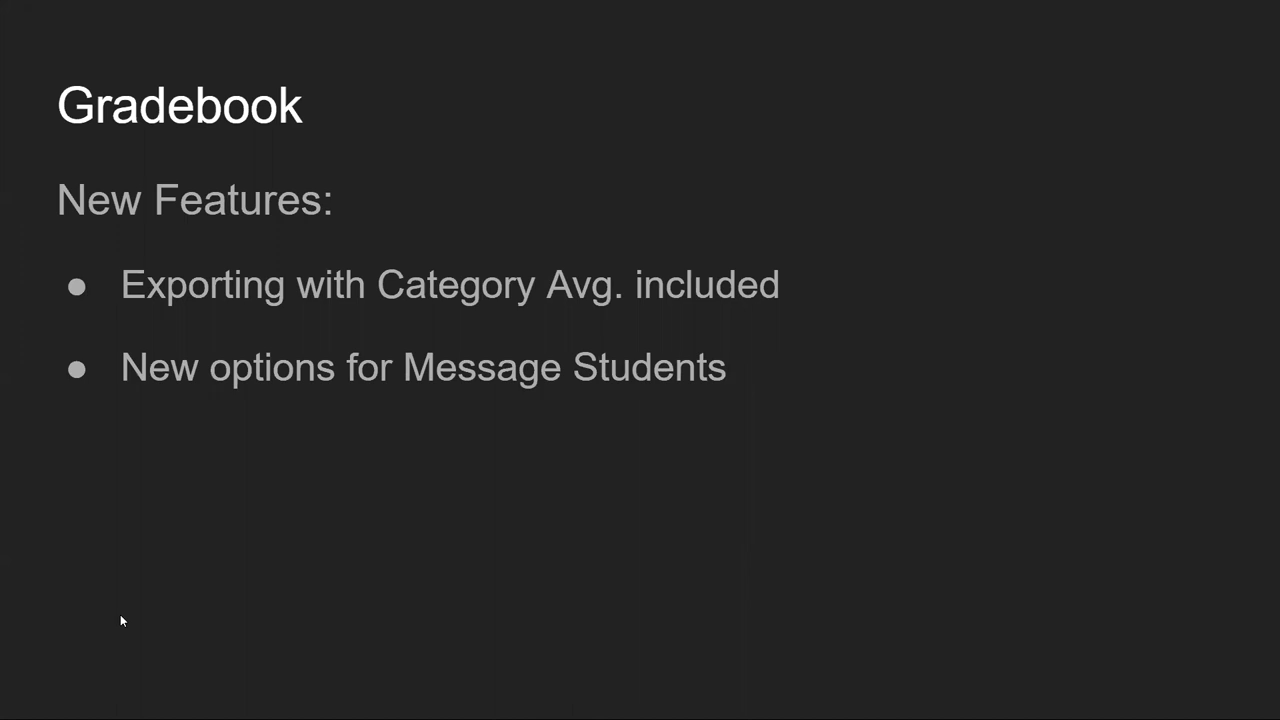 Gradebook
New Features:
● Exporting with Category Avg. included
● New options for Message Students